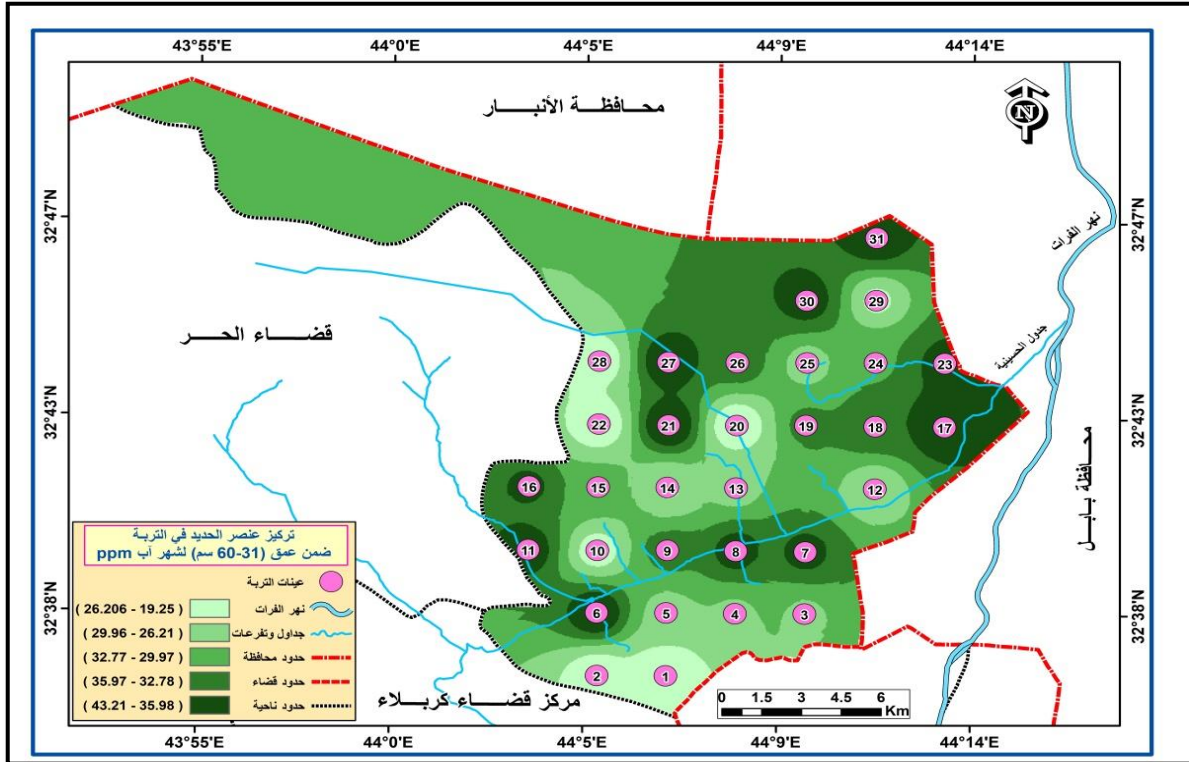 43°55'E 44°0'E 44°5'E 44°9'E 44°14'E
محافظة الأنبار
N
32°47'N 32°47'N
نهر الفرات
31
30 29
قضاء الحر
جدول الحسينية
28 27 26 25 24 23
32°43'N 32°43'N
22 21 20 19 18 17
محافظة بابل
16 15 14 13 12
11 10 9 8 7
تركيز عنصر الحديد في التربة
ضمن عمق (31-60 سم) لشهر آب ppm
عينات التربة
نهر الفرات ( 19.25 - 26.206 )
جداول وتفرعات ( 26.21 - 29.96 )
حدود محافظة ( 29.97 - 32.77 )
حدود قضاء ( 32.78 - 35.97 )
حدود ناحية ( 35.98 - 43.21 )
32°38'N 32°38'N
6 5 4 3
2 1
مركز قضاء كربلاء
0 1.5 3 4.5 6
Km
43°55'E 44°0'E 44°5'E 44°9'E 44°14'E